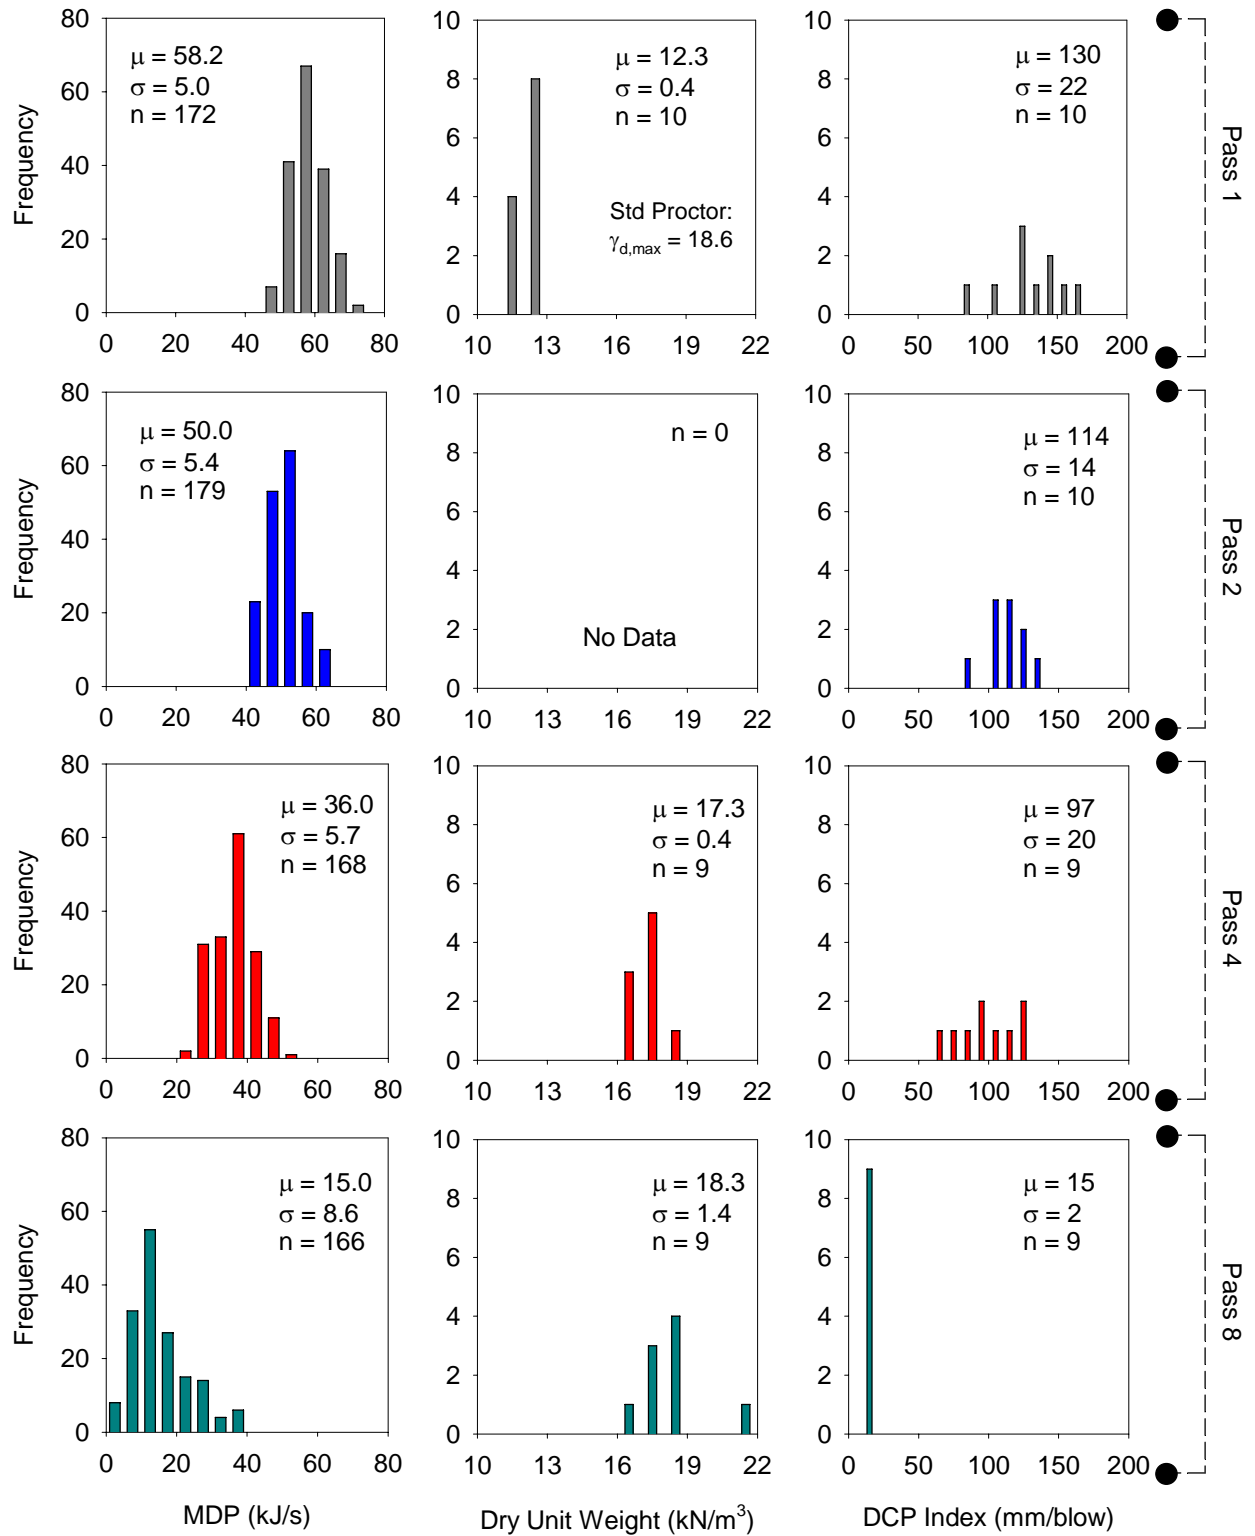 80
60
40
20
0
Frequency
μ = 58.2
σ = 5.0
n = 172
0 20 40 60 80
10
8
6
4
2
0
μ = 12.3
σ = 0.4
n = 10
Std Proctor:
γd,max = 18.6
10 13 16 19 22
10
8
6
4
2
0
μ = 130
σ = 22
n = 10
0 50 100 150 200
Pass 1
80
60
40
20
0
Frequency
μ = 50.0
σ = 5.4
n = 179
0 20 40 60 80
10
8
6
4
2
0
n = 0
No Data
10 13 16 19 22
10
8
6
4
2
0
μ = 114
σ = 14
n = 10
0 50 100 150 200
Pass 2
80
60
40
20
0
Frequency
μ = 36.0
σ = 5.7
n = 168
0 20 40 60 80
10
8
6
4
2
0
μ = 17.3
σ = 0.4
n = 9
10 13 16 19 22
10
8
6
4
2
0
μ = 97
σ = 20
n = 9
0 50 100 150 200
Pass 4
80
60
40
20
0
Frequency
μ = 15.0
σ = 8.6
n = 166
0 20 40 60 80
MDP (kJ/s)
10
8
6
4
2
0
μ = 18.3
σ = 1.4
n = 9
10 13 16 19 22
Dry Unit Weight (kN/m³)
10
8
6
4
2
0
μ = 15
σ = 2
n = 9
0 50 100 150 200
DCP Index (mm/blow)
Pass 8